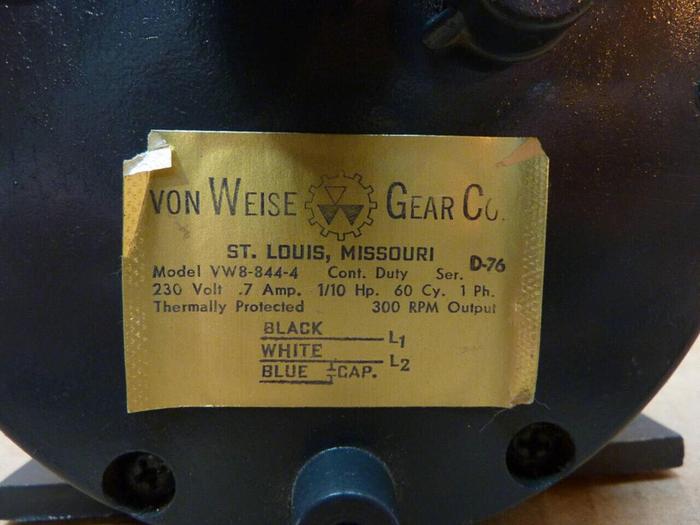 VON WEISE GEAR CO.
ST. LOUIS, MISSOURI
Model VW8-844-4 Cont. Duty Ser. D-76
230 Volt .7 Amp. 1/10 Hp. 60 Cy. 1 Ph.
Thermally Protected 300 RPM Output
BLACK L1
WHITE L2
BLUE CAP.